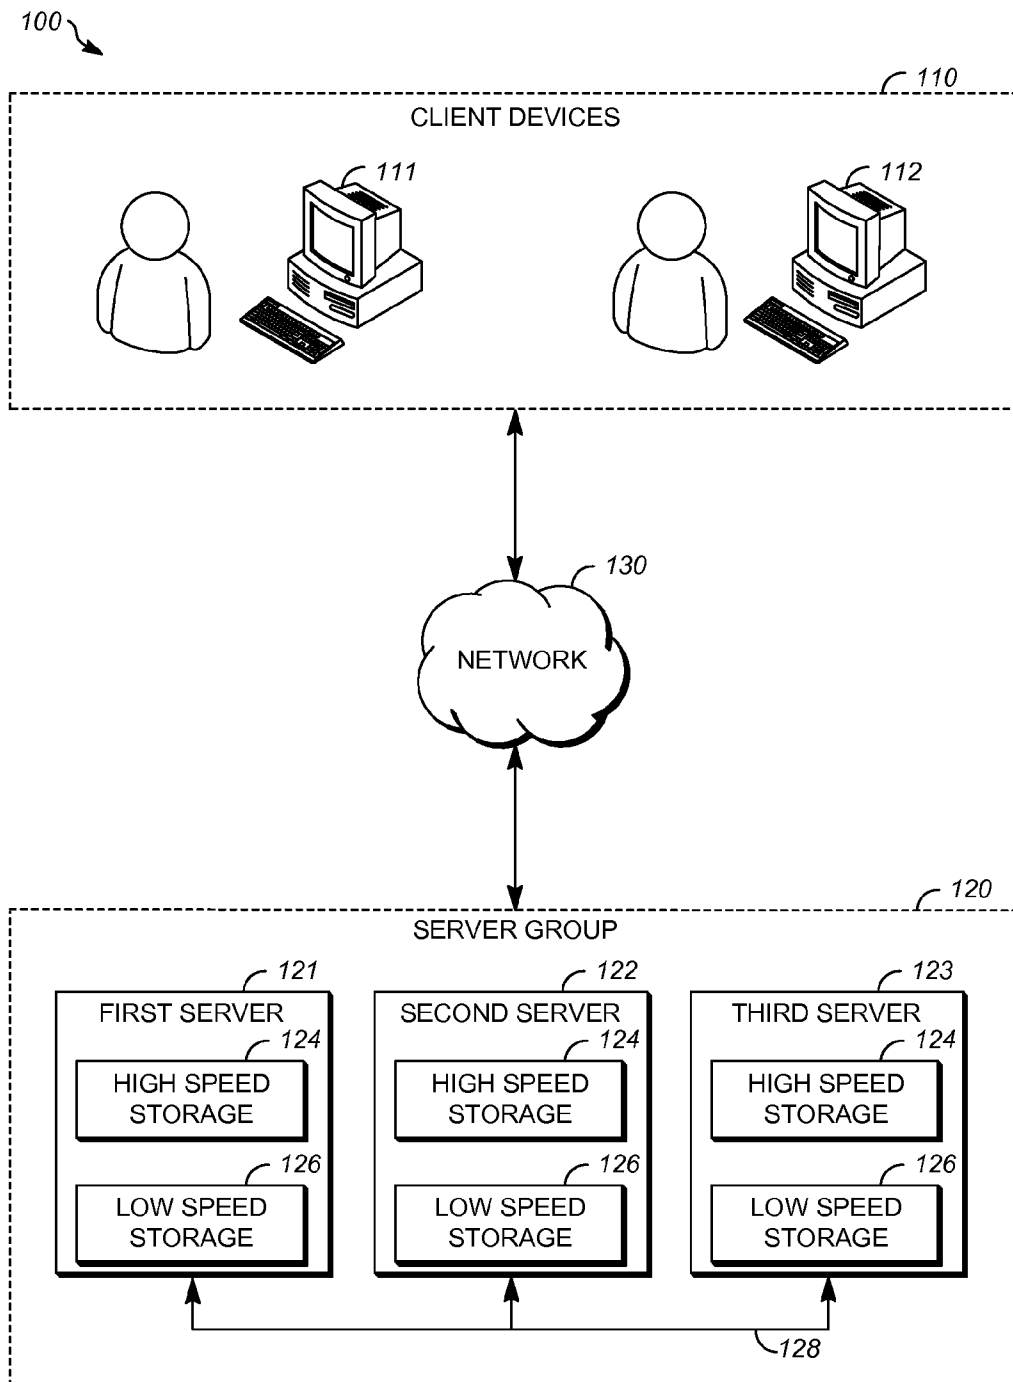 100
110
CLIENT DEVICES
111
112
130
NETWORK
120
SERVER GROUP
121
122
123
FIRST SERVER
SECOND SERVER
THIRD SERVER
124
124
124
HIGH SPEED
STORAGE
HIGH SPEED
STORAGE
HIGH SPEED
STORAGE
126
126
126
LOW SPEED
STORAGE
LOW SPEED
STORAGE
LOW SPEED
STORAGE
128